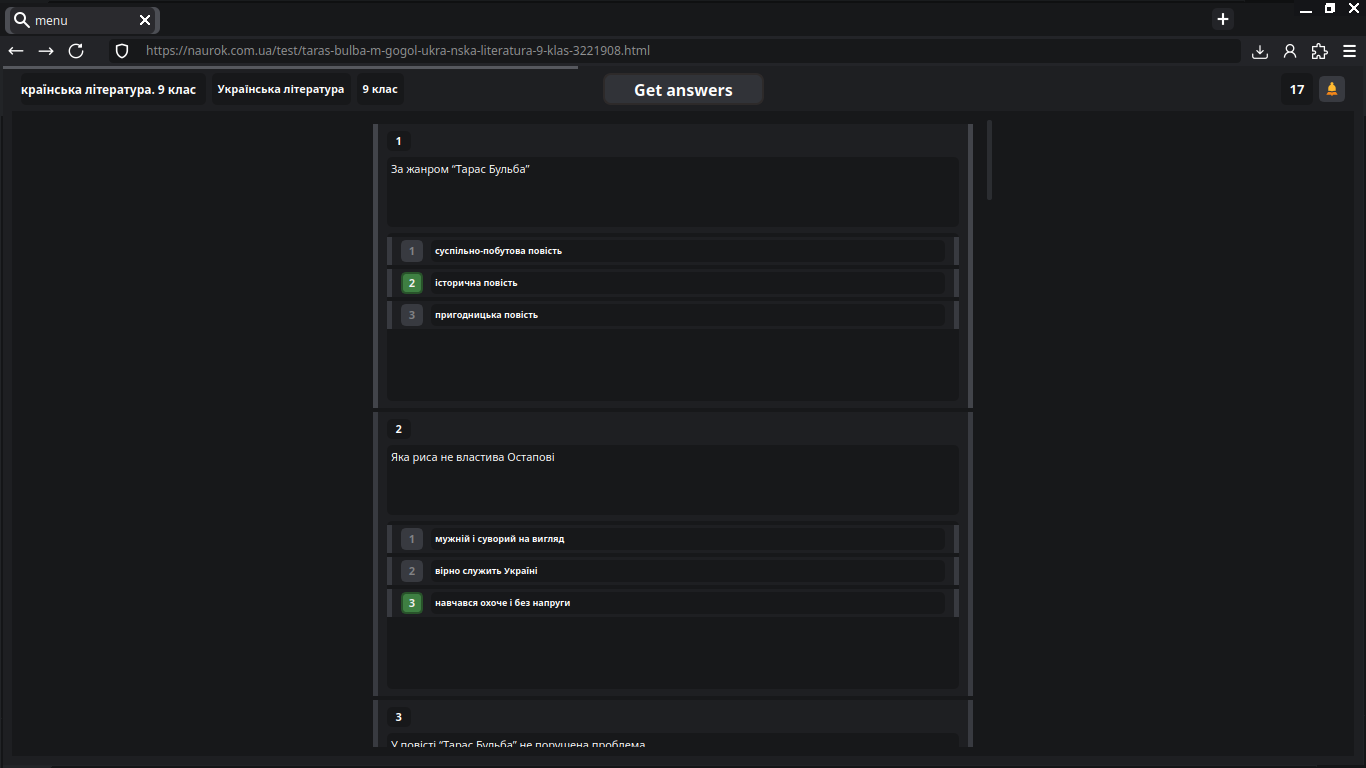 menu
https://naurok.com.ua/test/taras-bulba-m-gogol-ukra-nska-literatura-9-klas-3221908.html
країнська література. 9 клас
Українська література
9 клас
Get answers
17
1
За жанром “Тарас Бульба”
1 суспільно-побутова повість
2 історична повість
3 пригодницька повість
2
Яка риса не властива Остапові
1 мужній і суворий на вигляд
2 вірно служить Україні
3 навчався охоче і без напруги
3
У повісті “Тарас Бульба” не порушена проблема